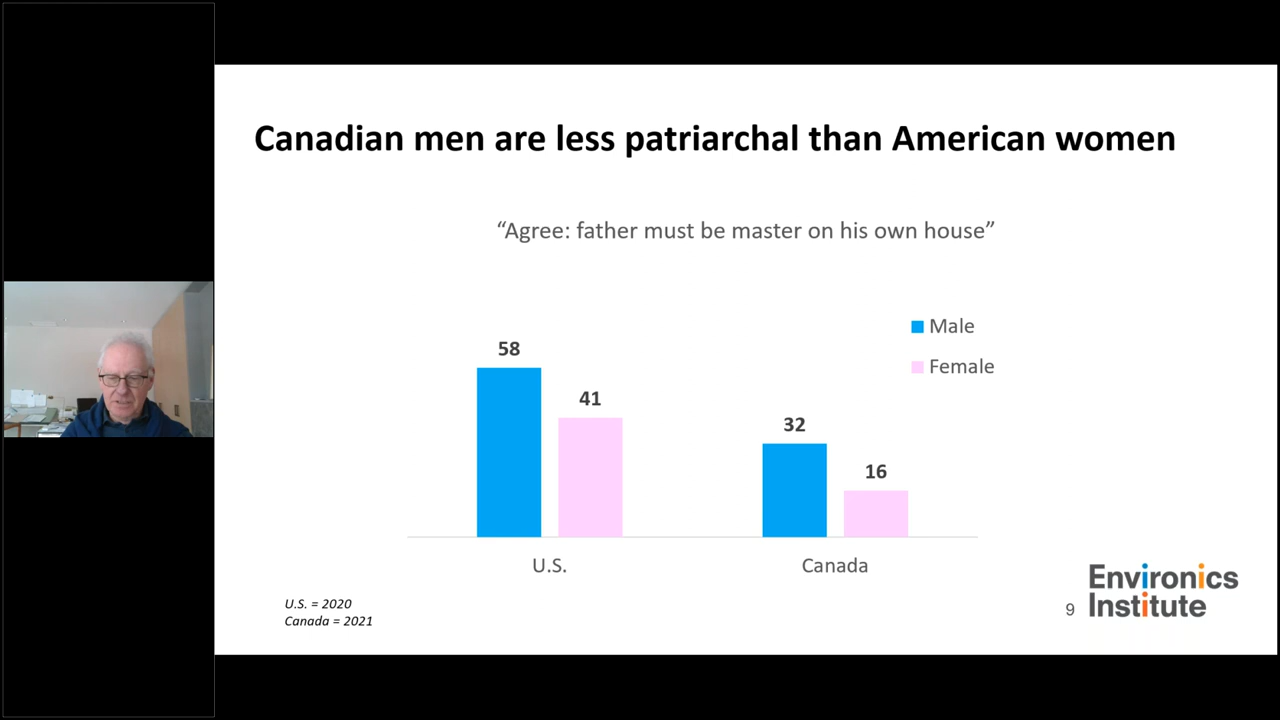 Canadian men are less patriarchal than American women
“Agree: father must be master on his own house”
Male
Female
58
41
32
16
U.S.
Canada
U.S. = 2020
Canada = 2021
9
Environics
Institute